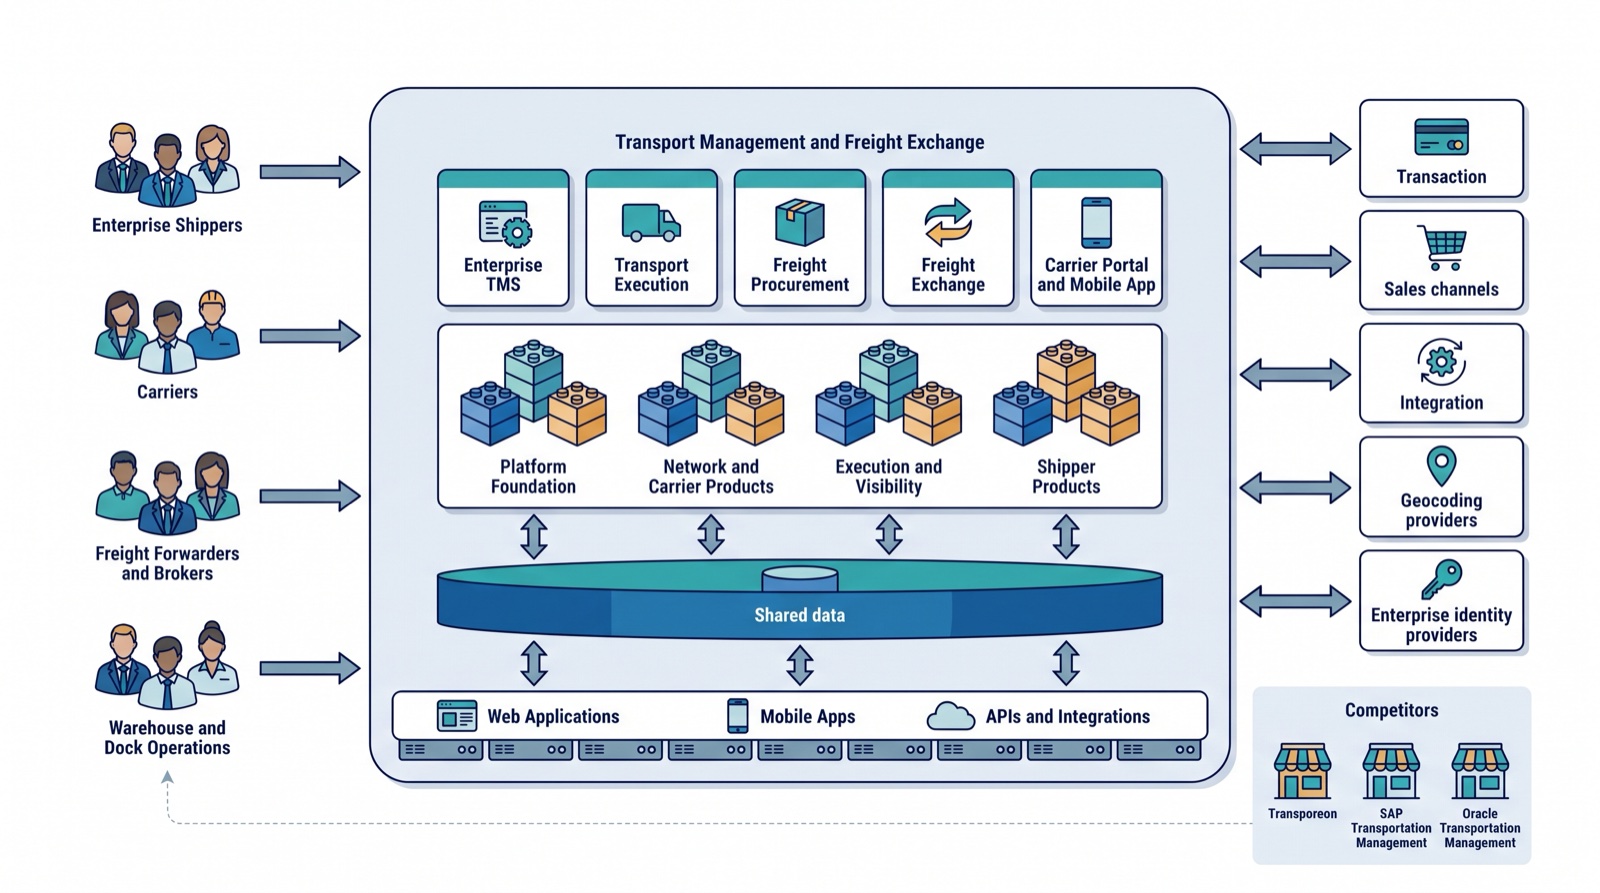 Transport Management and Freight Exchange
Enterprise
TMS
Transport
Execution
Freight
Procurement
Freight
Exchange
Carrier Portal
and Mobile App
Platform
Foundation
Network and
Carrier Products
Execution and
Visibility
Shipper
Products
Shared data
Web Applications
Mobile Apps
APIs and Integrations
Enterprise Shippers
Carriers
Freight Forwarders
and Brokers
Warehouse and
Dock Operations
Transaction
Sales channels
Integration
Geocoding
providers
Enterprise identity
providers
Competitors
Transporeon
SAP
Transportation
Management
Oracle
Transportation
Management